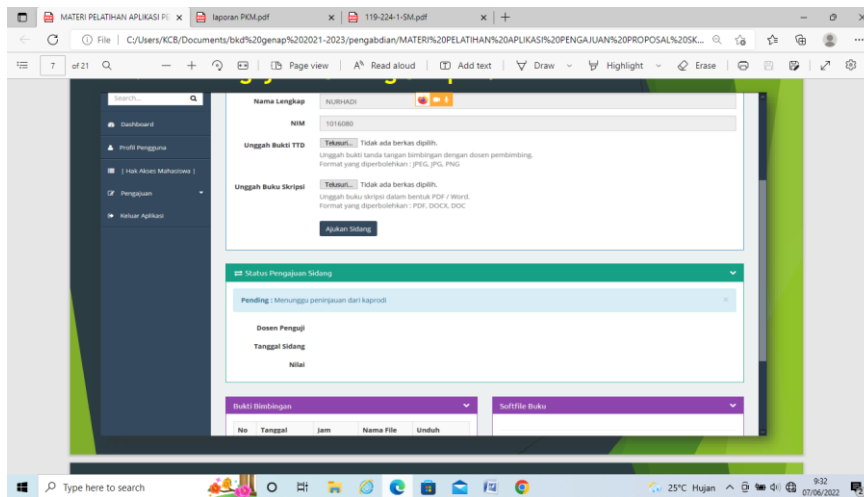 MATERI PELATIHAN APLIKASI PE
laporan PKM.pdf
119-224-1-SM.pdf
File | C:/Users/KCB/Documents/bkd%20genap%202021-2023/pengabdian/MATERI%20PELATIHAN%20APLIKASI%20PENGAJUAN%20PROPOSAL%20SK...
7 of 21
Page view
Read aloud
Add text
Draw
Highlight
Erase
Search...
Dashboard
Profil Pengguna
| Hak Akses Mahasiswa |
Pengajuan
Keluar Aplikasi
Nama Lengkap NURHADI
NIM 1016080
Unggah Bukti TTD Telusuri... Tidak ada berkas dipilih.
Unggah bukti tanda tangan bimbingan dengan dosen pembimbing.
Format yang diperbolehkan : JPEG, JPG, PNG
Unggah Buku Skripsi Telusuri... Tidak ada berkas dipilih.
Unggah buku skripsi dalam bentuk PDF / Word.
Format yang diperbolehkan : PDF, DOCX, DOC
Ajukan Sidang
Status Pengajuan Sidang
Pending : Menunggu peninjauan dari kaprodi
Dosen Penguji
Tanggal Sidang
Nilai
Bukti Bimbingan
Softfile Buku
No Tanggal Jam Nama File Unduh
Type here to search
25°C Hujan
9:32
07/06/2022